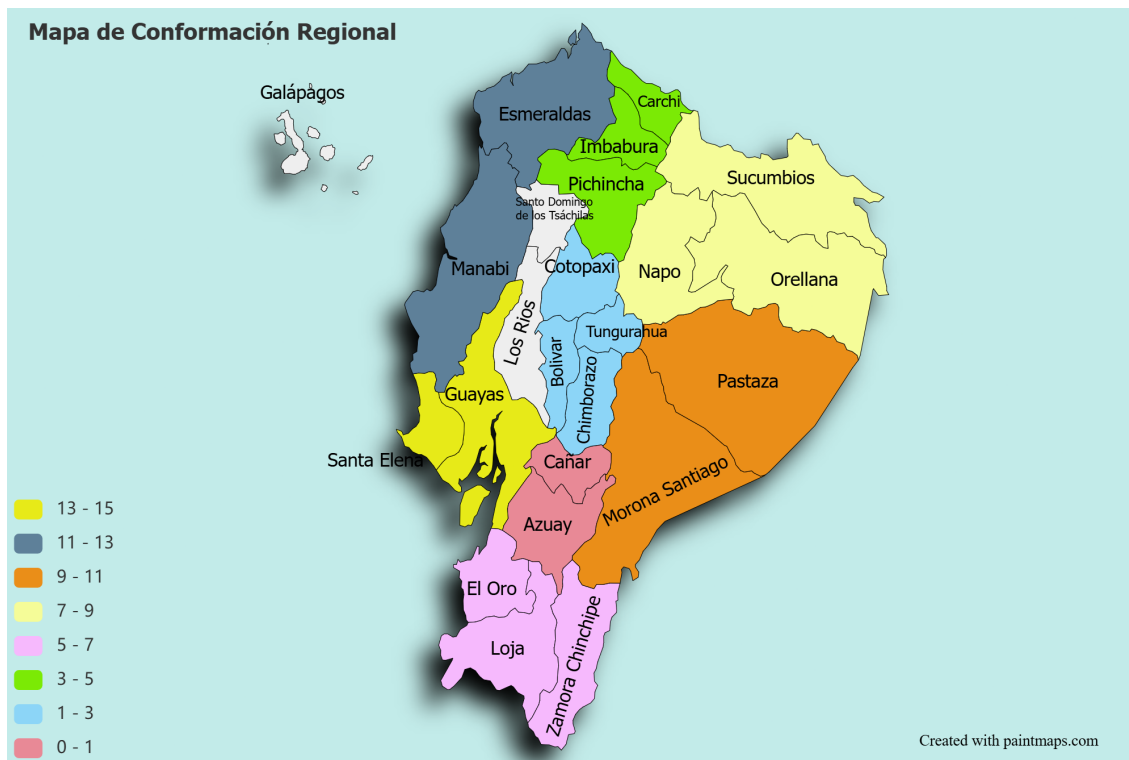 Mapa de Conformación Regional
Galápagos
Esmeraldas
Carchi
Imbabura
Pichincha
Sucumbios
Santo Domingo
de los Tsáchilas
Manabi
Cotopaxi
Napo
Orellana
Los Rios
Bolivar
Tungurahua
Chimborazo
Pastaza
Guayas
Santa Elena
Cañar
Morona Santiago
Azuay
El Oro
Loja
Zamora Chinchipe
13 - 15
11 - 13
9 - 11
7 - 9
5 - 7
3 - 5
1 - 3
0 - 1
Created with paintmaps.com